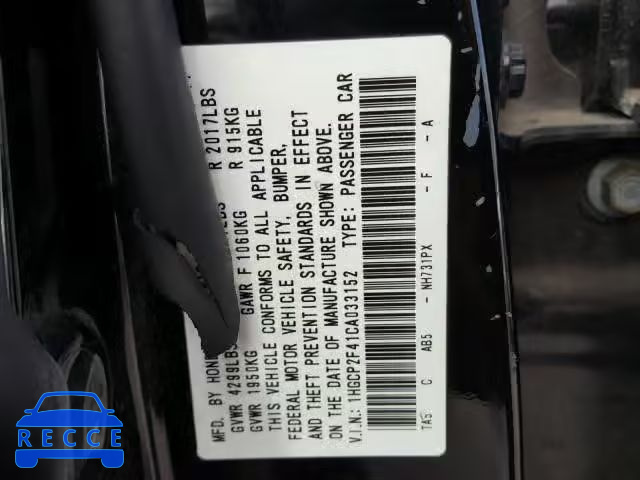 MFD. BY HON
GVWR 4299LBS R 2017LBS
GVWR 1950KG GAWR F 1060KG R 915KG
THIS VEHICLE CONFORMS TO ALL APPLICABLE
FEDERAL MOTOR VEHICLE SAFETY, BUMPER,
AND THEFT PREVENTION STANDARDS IN EFFECT
ON THE DATE OF MANUFACTURE SHOWN ABOVE.
V.I.N.: 1HGCP2F41CA033152 TYPE: PASSENGER CAR
TA5 C AB5 - NH731PX - F - A
RECCE